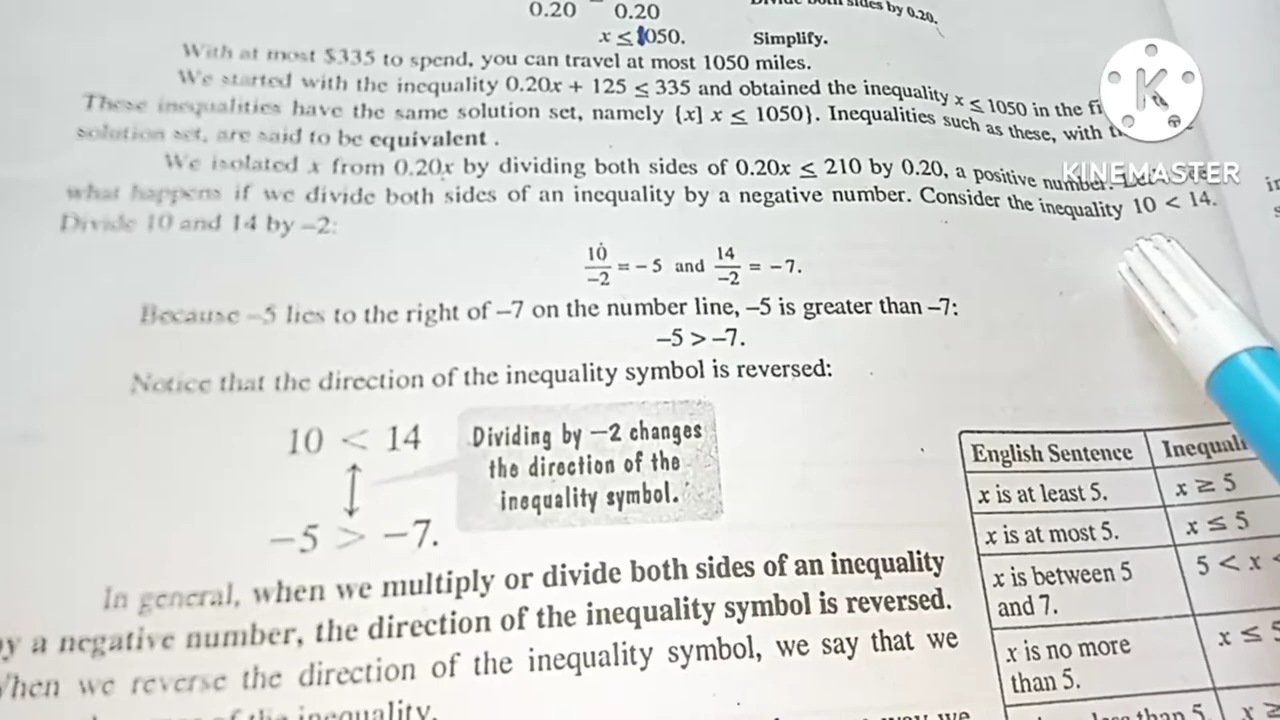 0.20 0.20
sides by 0.20.
x ≤ 1050. Simplify.
With at most $335 to spend, you can travel at most 1050 miles.
We started with the inequality 0.20x + 125 ≤ 335 and obtained the inequality x ≤ 1050 in the
These inequalities have the same solution set, namely {x] x ≤ 1050}. Inequalities such as these, with
solution set, are said to be equivalent .
We isolated x from 0.20x by dividing both sides of 0.20x ≤ 210 by 0.20, a positive number.
what happens if we divide both sides of an inequality by a negative number. Consider the inequality 10 < 14.
Divide 10 and 14 by –2:
10/–2 = – 5 and 14/–2 = –7.
Because –5 lies to the right of –7 on the number line, –5 is greater than –7:
–5 > –7.
Notice that the direction of the inequality symbol is reversed:
10 < 14
Dividing by –2 changes
the direction of the
inequality symbol.
–5 > –7.
In general, when we multiply or divide both sides of an inequality
a negative number, the direction of the inequality symbol is reversed.
we reverse the direction of the inequality symbol, we say that we
of the inequality.
English Sentence
x is at least 5. x ≥ 5
x is at most 5. x ≤ 5
x is between 5 5 < x
and 7.
x is no more x ≤ 5
than 5.
than 5 x ≥
KINEMASTER
K